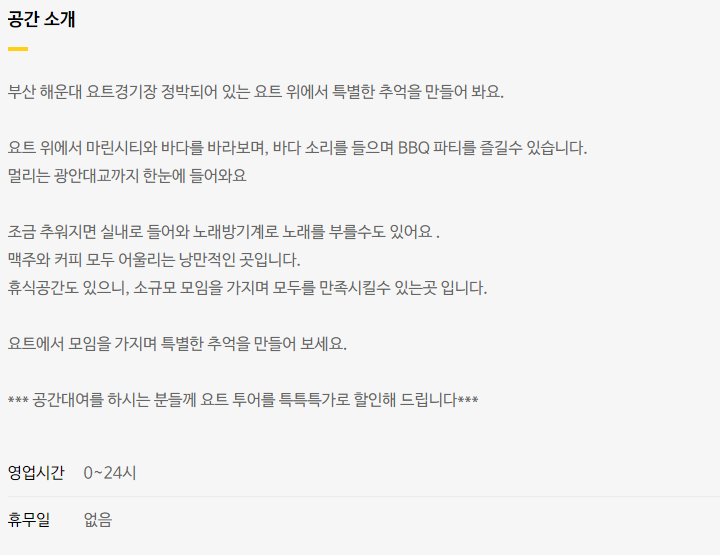 공간 소개
부산 해운대 요트경기장 정박되어 있는 요트 위에서 특별한 추억을 만들어 봐요.
요트 위에서 마린시티와 바다를 바라보며, 바다 소리를 들으며 BBQ 파티를 즐길수 있습니다.
멀리는 광안대교까지 한눈에 들어와요
조금 추워지면 실내로 들어와 노래방기계로 노래를 부를수도 있어요 .
맥주와 커피 모두 어울리는 낭만적인 곳입니다.
휴식공간도 있으니, 소규모 모임을 가지며 모두를 만족시킬수 있는곳 입니다.
요트에서 모임을 가지며 특별한 추억을 만들어 보세요.
*** 공간대여를 하시는 분들께 요트 투어를 특특특가로 할인해 드립니다***
영업시간 0~24시
휴무일 없음